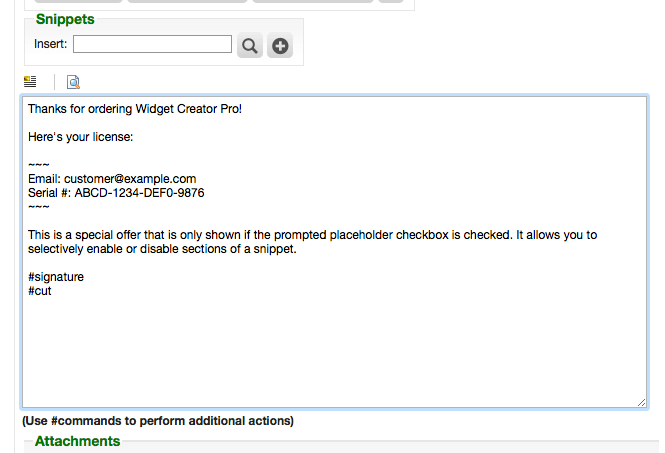 Snippets
Insert:
Thanks for ordering Widget Creator Pro!
Here's your license:
~~~
Email: customer@example.com
Serial #: ABCD-1234-DEF0-9876
~~~
This is a special offer that is only shown if the prompted placeholder checkbox is checked. It allows you to
selectively enable or disable sections of a snippet.
#signature
#cut
(Use #commands to perform additional actions)
Attachments